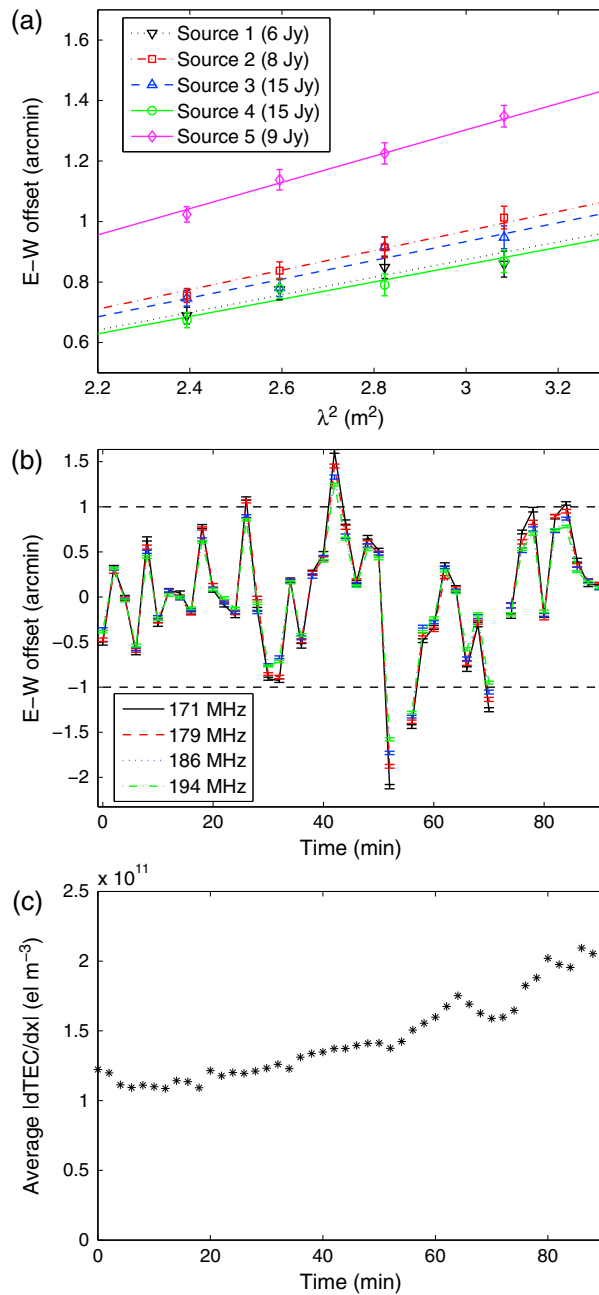 (a)
1.6
1.4
1.2
1
0.8
0.6
E−W offset (arcmin)
Source 1 (6 Jy)
Source 2 (8 Jy)
Source 3 (15 Jy)
Source 4 (15 Jy)
Source 5 (9 Jy)
2.2 2.4 2.6 2.8 3 3.2
λ² (m²)
(b)
1.5
1
0.5
0
−0.5
−1
−1.5
−2
E−W offset (arcmin)
171 MHz
179 MHz
186 MHz
194 MHz
0 20 40 60 80
Time (min)
(c)
x 10¹¹
2.5
2
1.5
1
0.5
0
Average |dTEC/dx| (el m⁻³)
0 20 40 60 80
Time (min)